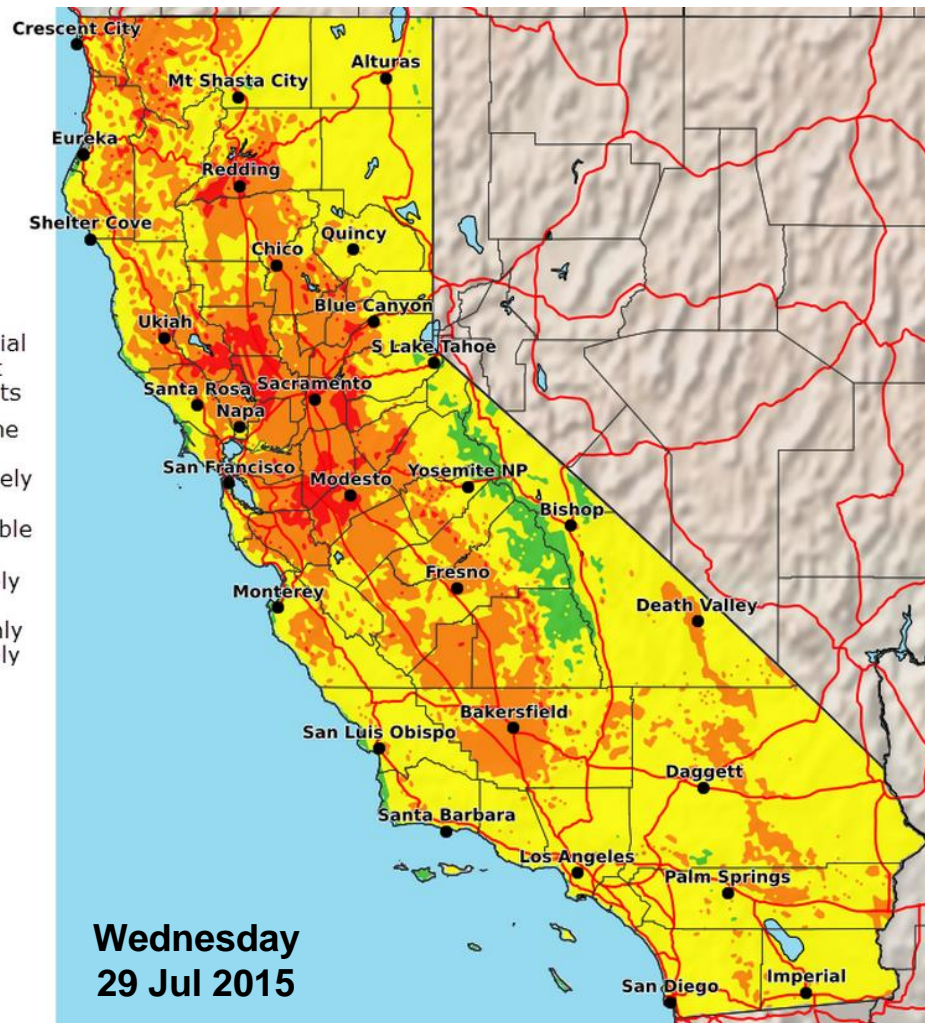 Crescent City
Mt Shasta City
Alturas
Eureka
Redding
Shelter Cove
Quincy
Chico
Blue Canyon
Ukiah
S Lake Tahoe
Santa Rosa
Sacramento
Napa
San Francisco
Modesto
Yosemite NP
Bishop
Fresno
Monterey
Death Valley
Bakersfield
San Luis Obispo
Daggett
Santa Barbara
Los Angeles
Palm Springs
San Diego
Imperial
Wednesday
29 Jul 2015